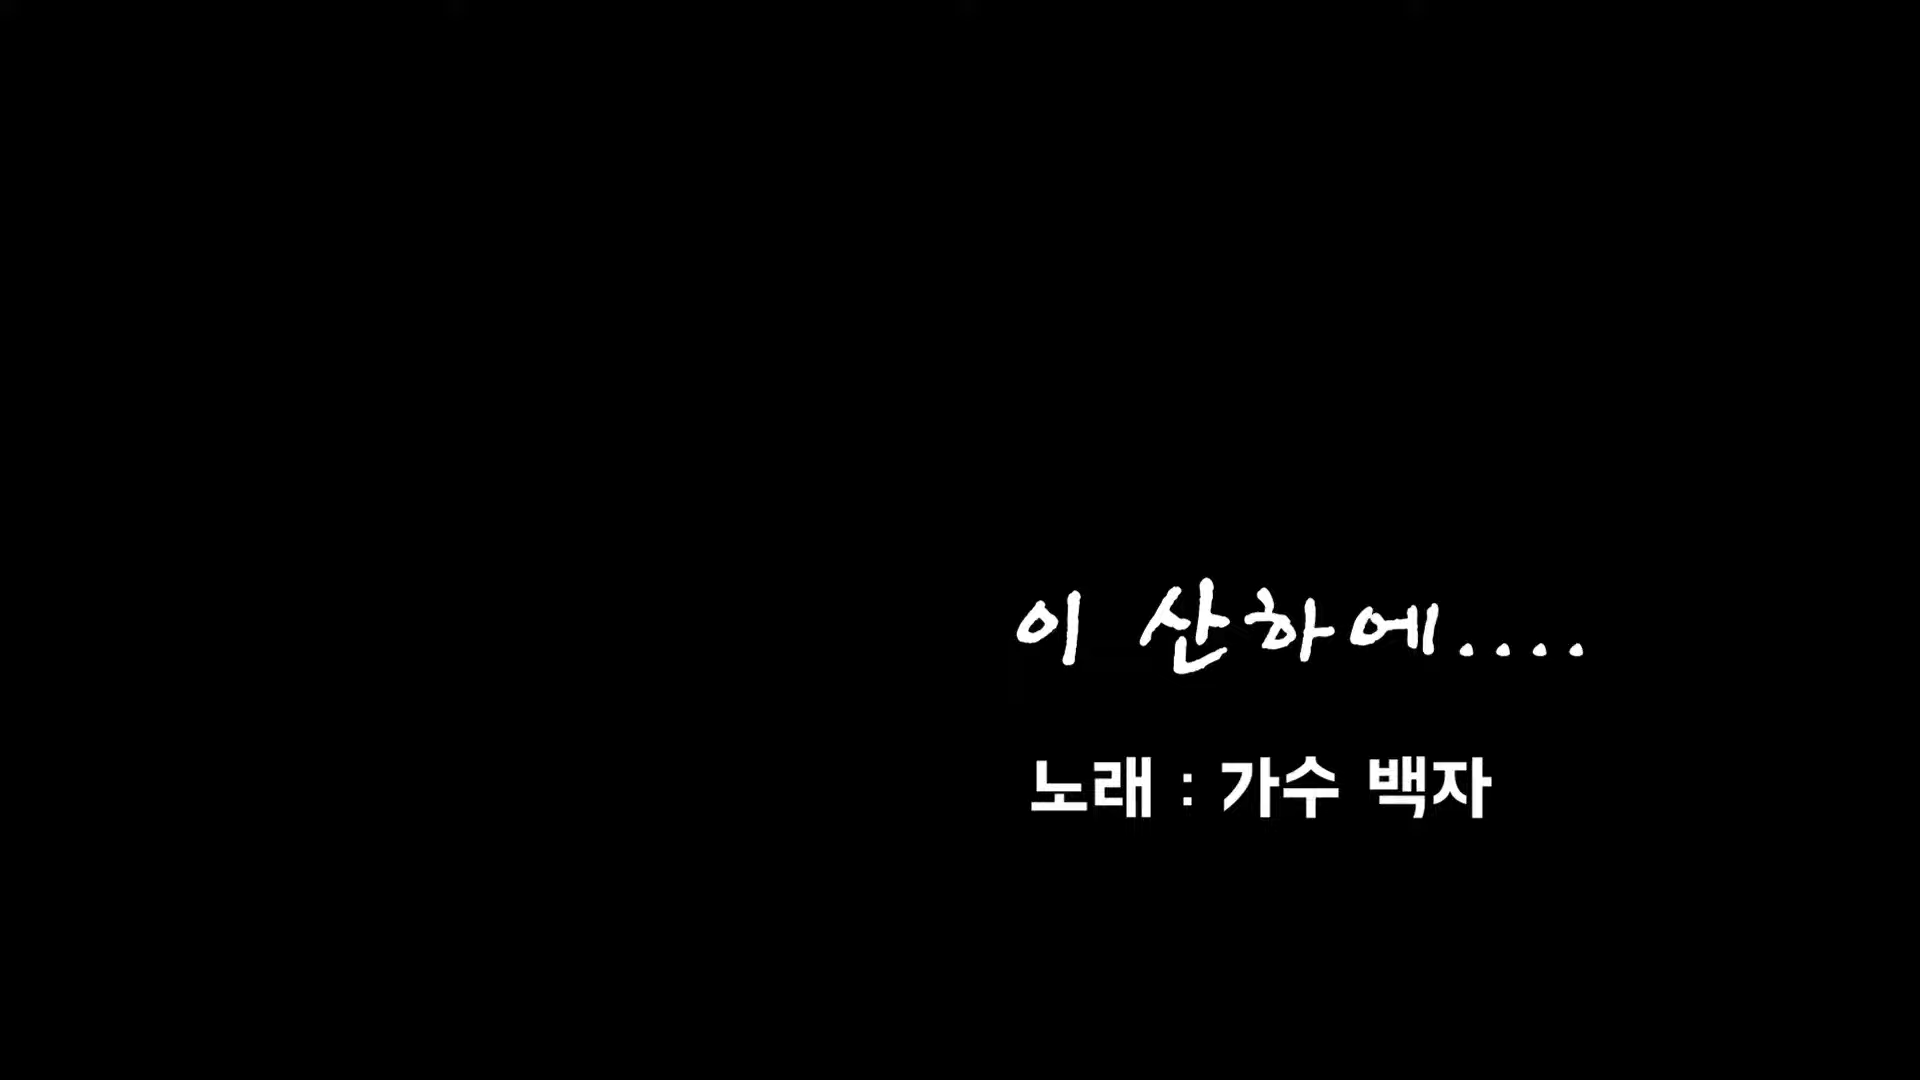 이 산하에....
노래 : 가수 백자